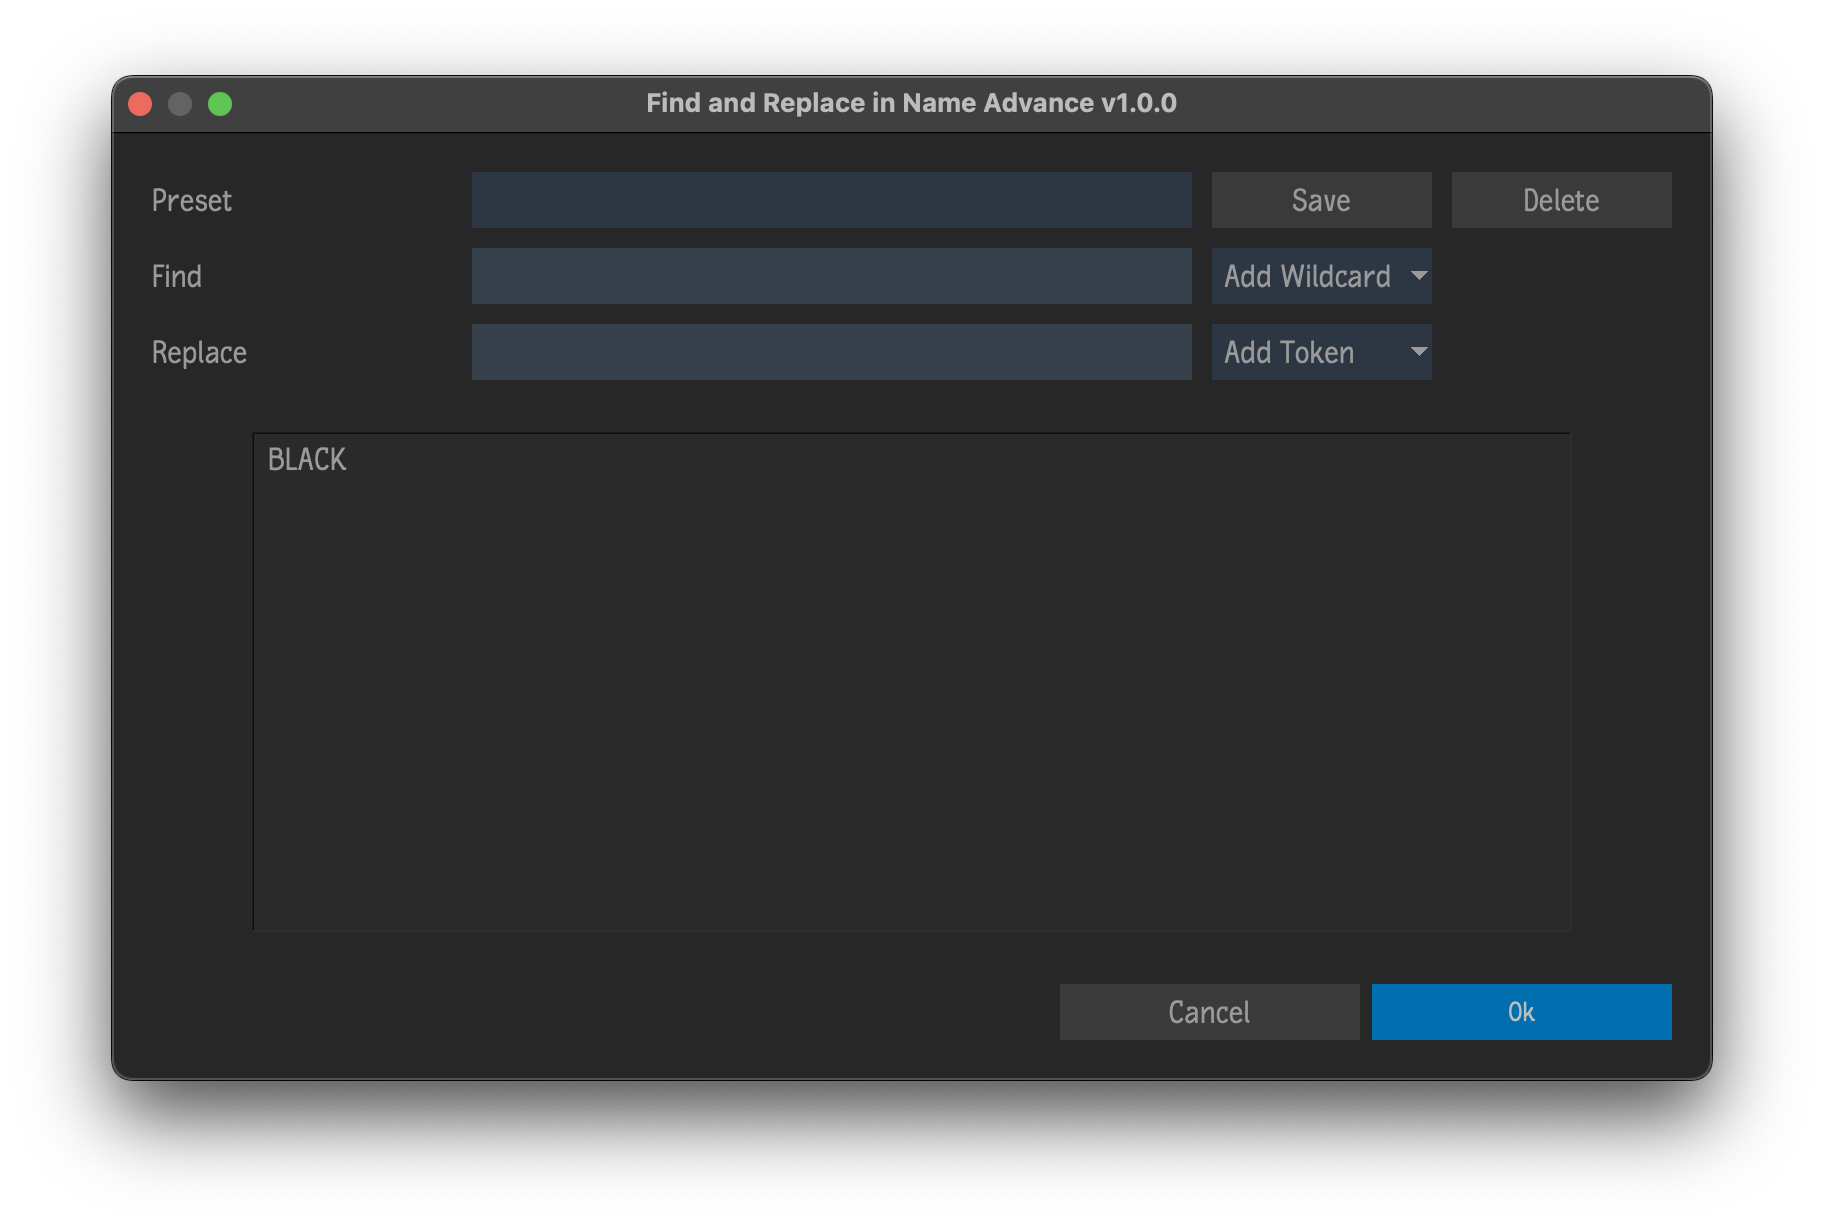 Find and Replace in Name Advance v1.0.0
Preset
Save
Delete
Find
Add Wildcard
Replace
Add Token
BLACK
Cancel
Ok